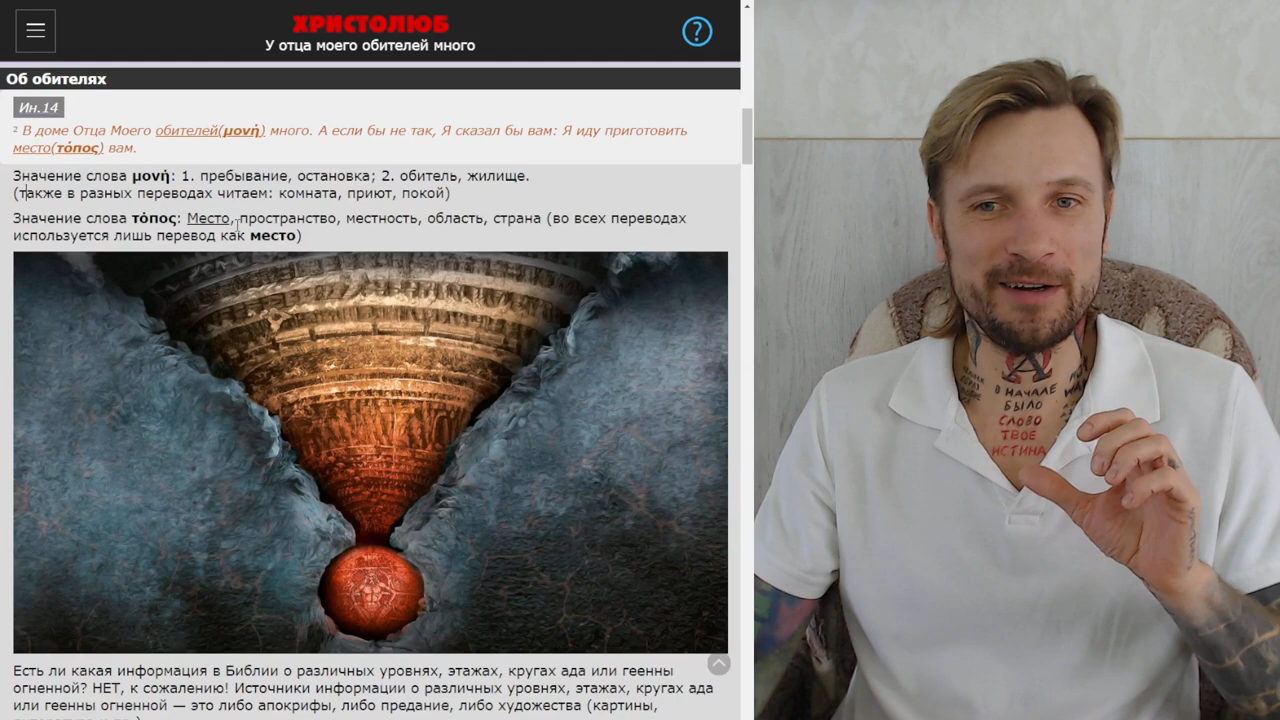 ХРИСТОЛЮБ
У отца моего обителей много
?
Об обителях
Ин.14
2 В доме Отца Моего обителей(μονή) много. А если бы не так, Я сказал бы вам: Я иду приготовить
место(τόπος) вам.
Значение слова μονή: 1. пребывание, остановка; 2. обитель, жилище.
(также в разных переводах читаем: комната, приют, покой)
Значение слова τόπος: Место, пространство, местность, область, страна (во всех переводах
используется лишь перевод как место)
Есть ли какая информация в Библии о различных уровнях, этажах, кругах ада или геенны
огненной? НЕТ, к сожалению! Источники информации о различных уровнях, этажах, кругах ада
или геенны огненной — это либо апокрифы, либо предание, либо художества (картины,
В НАЧАЛЕ
БЫЛО
СЛОВО
ТВОЕ
ИСТИНА